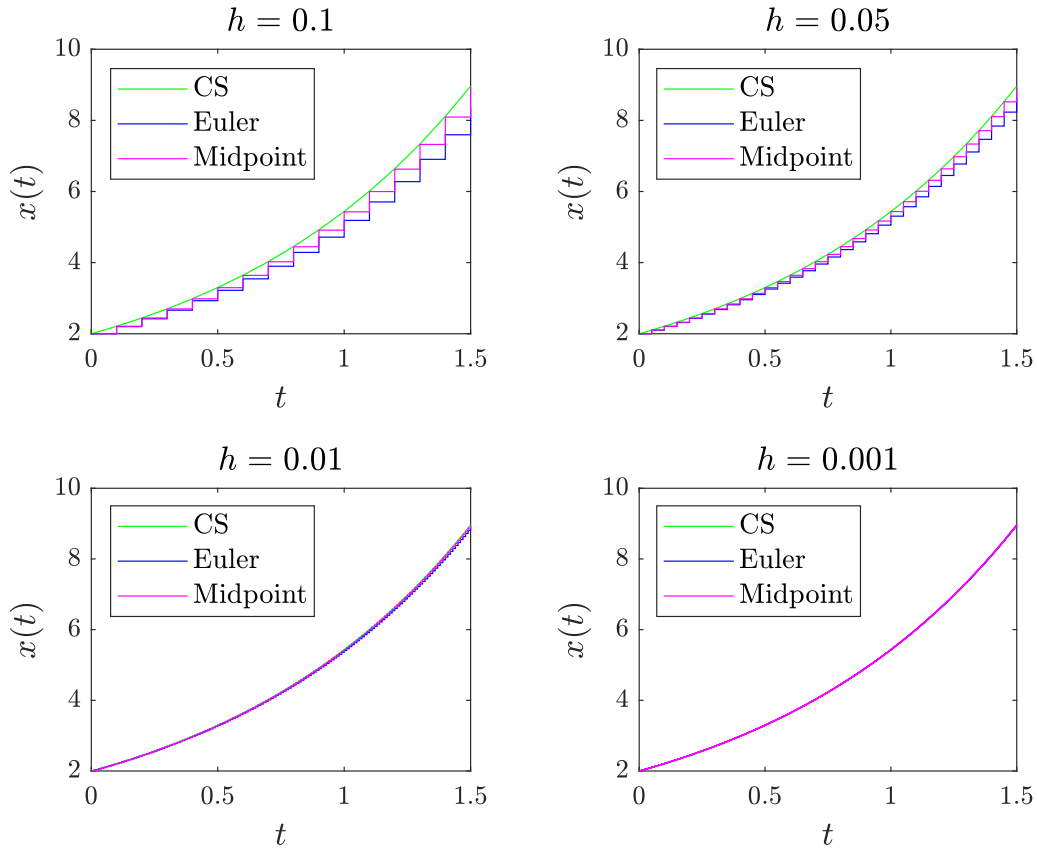 h = 0.1
10
8
6
4
2
x(t)
CS
Euler
Midpoint
0
0.5
1
1.5
t
h = 0.05
10
8
6
4
2
x(t)
CS
Euler
Midpoint
0
0.5
1
1.5
t
h = 0.01
10
8
6
4
2
x(t)
CS
Euler
Midpoint
0
0.5
1
1.5
t
h = 0.001
10
8
6
4
2
x(t)
CS
Euler
Midpoint
0
0.5
1
1.5
t